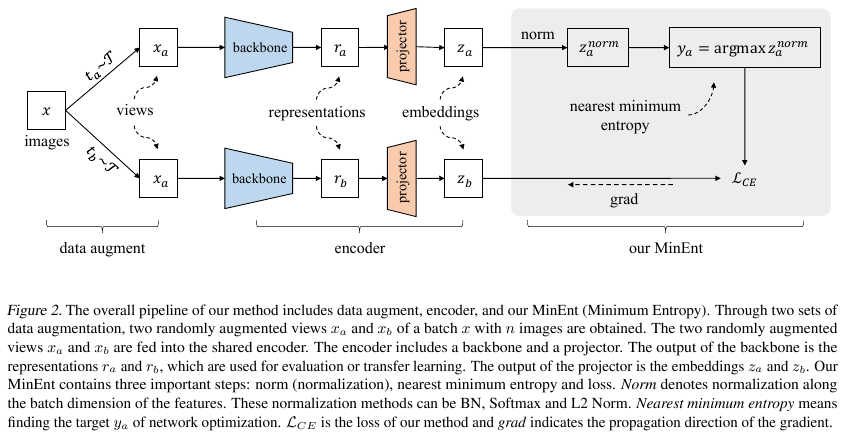 norm
t_a~𝒯
x_a
backbone
r_a
projector
z_a
z_a^{norm}
y_a = argmax z_a^{norm}
x
images
views
representations
embeddings
nearest minimum
entropy
t_b~𝒯
x_a
backbone
r_b
projector
z_b
ℒ_{CE}
grad
data augment
encoder
our MinEnt
Figure 2. The overall pipeline of our method includes data augment, encoder, and our MinEnt (Minimum Entropy). Through two sets of
data augmentation, two randomly augmented views x_a and x_b of a batch x with n images are obtained. The two randomly augmented
views x_a and x_b are fed into the shared encoder. The encoder includes a backbone and a projector. The output of the backbone is the
representations r_a and r_b, which are used for evaluation or transfer learning. The output of the projector is the embeddings z_a and z_b. Our
MinEnt contains three important steps: norm (normalization), nearest minimum entropy and loss. Norm denotes normalization along
the batch dimension of the features. These normalization methods can be BN, Softmax and L2 Norm. Nearest minimum entropy means
finding the target y_a of network optimization. ℒ_{CE} is the loss of our method and grad indicates the propagation direction of the gradient.